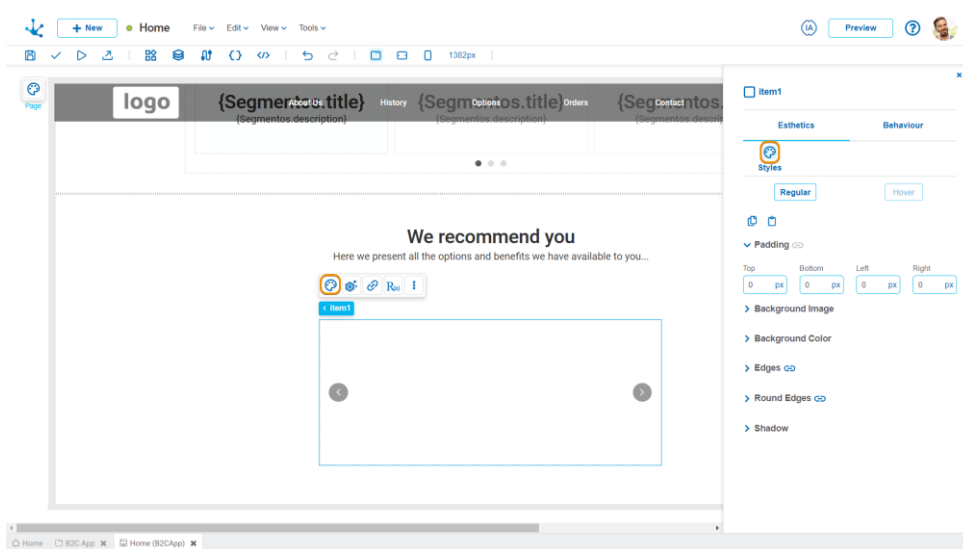 + New
Home
File
Edit
View
Tools
IA
Preview
?
1382px
Page
logo
{Segmentos.title}
About Us
History
{Segmentos.title}
Options
Orders
{Segmentos.
Contact
{Segmentos.description}
{Segmentos.description}
{Segmentos.descrip
We recommend you
Here we present all the options and benefits we have available to you...
R(x)
< item1
item1
Esthetics
Behaviour
Styles
Regular
Hover
Padding
Top
Bottom
Left
Right
0 px
0 px
0 px
0 px
Background Image
Background Color
Edges
Round Edges
Shadow
Home
B2C App
Home (B2CApp)